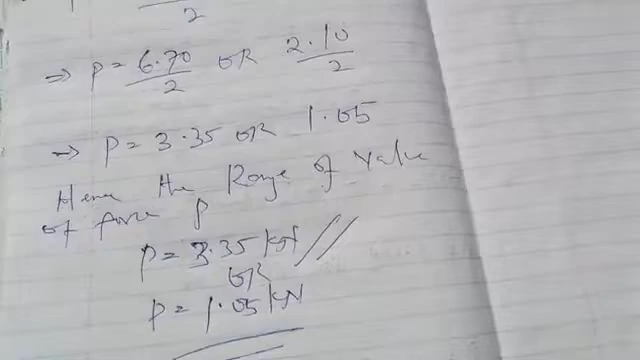 2
⇒ P = 6.70/2 OR 2.10/2
→ P = 3.35 OR 1.05
Hence the Range of Value
of force P
P = 3.35 kN //
OR
P = 1.05 kN